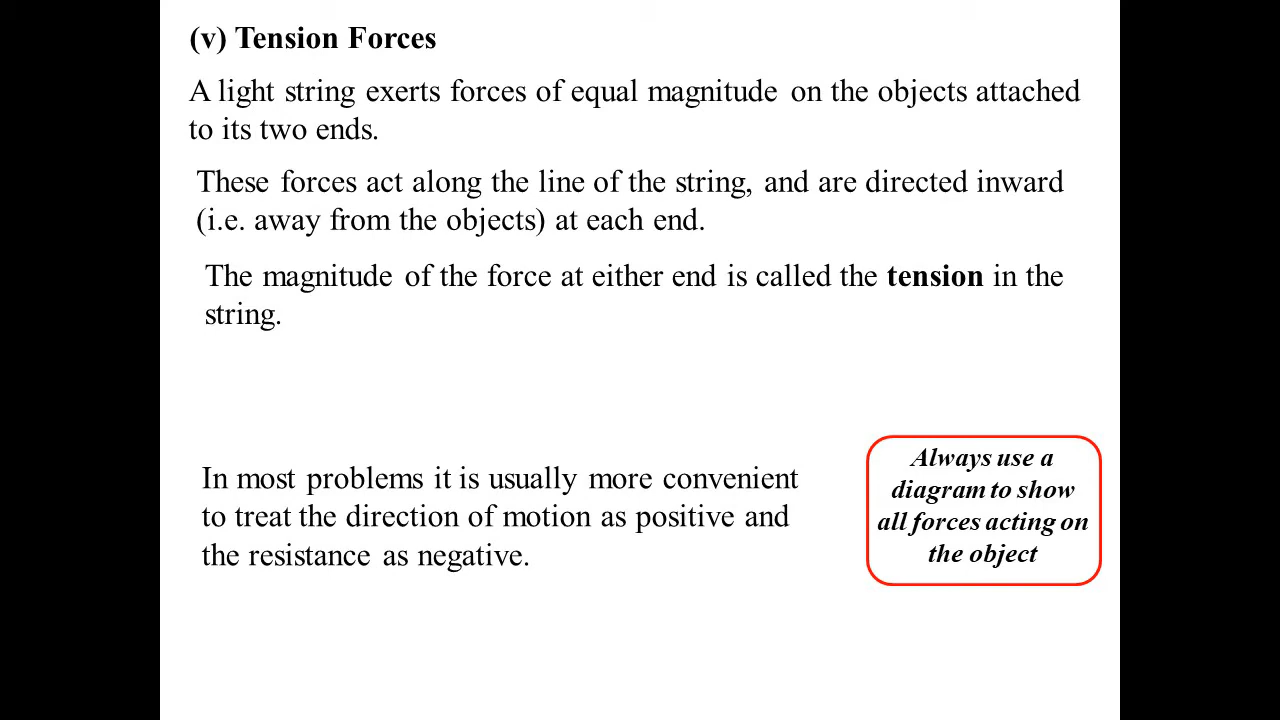 (v) Tension Forces
A light string exerts forces of equal magnitude on the objects attached
to its two ends.
These forces act along the line of the string, and are directed inward
(i.e. away from the objects) at each end.
The magnitude of the force at either end is called the tension in the
string.
In most problems it is usually more convenient
to treat the direction of motion as positive and
the resistance as negative.
Always use a
diagram to show
all forces acting on
the object